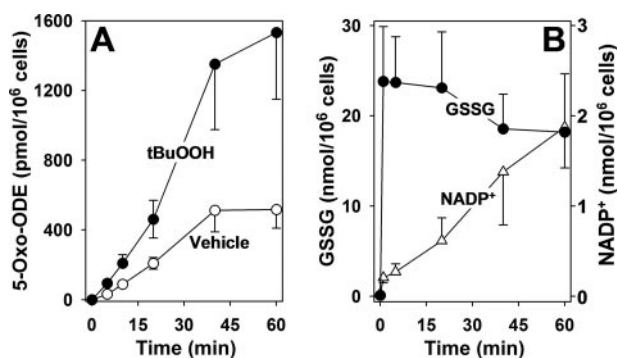 A
5-Oxo-ODE (pmol/10⁶ cells)
1600
1200
800
400
0
tBuOOH
Vehicle
0 15 30 45 60
Time (min)
B
GSSG (nmol/10⁶ cells)
30
20
10
0
GSSG
NADP⁺
3
2
1
0
NADP⁺ (nmol/10⁶ cells)
0 15 30 45 60
Time (min)